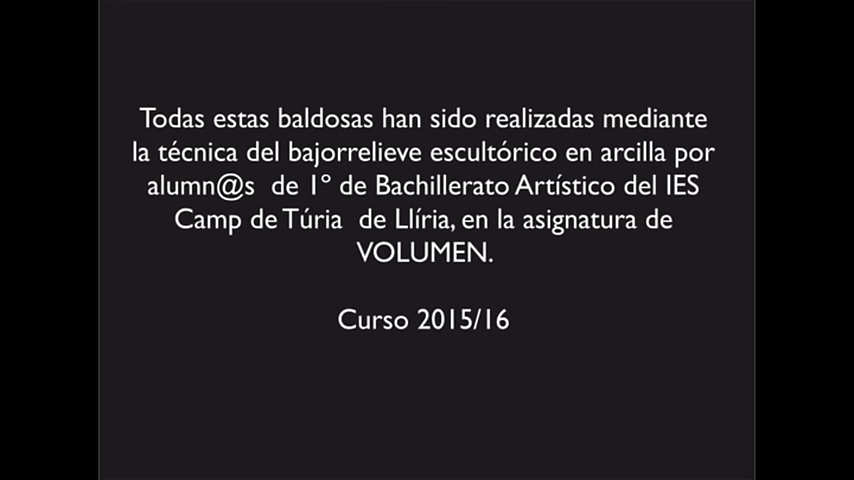 Todas estas baldosas han sido realizadas mediante
la técnica del bajorrelieve escultórico en arcilla por
alumn@s de 1º de Bachillerato Artístico del IES
Camp de Túria de Llíria, en la asignatura de
VOLUMEN.
Curso 2015/16